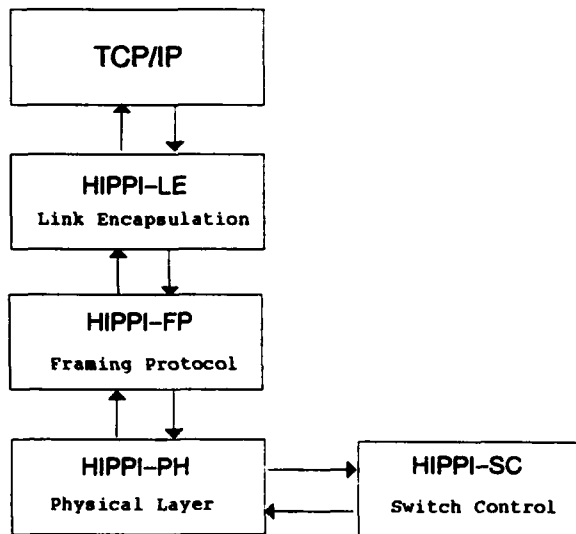 TCP/IP
HIPPI-LE
Link Encapsulation
HIPPI-FP
Framing Protocol
HIPPI-PH
Physical Layer
HIPPI-SC
Switch Control